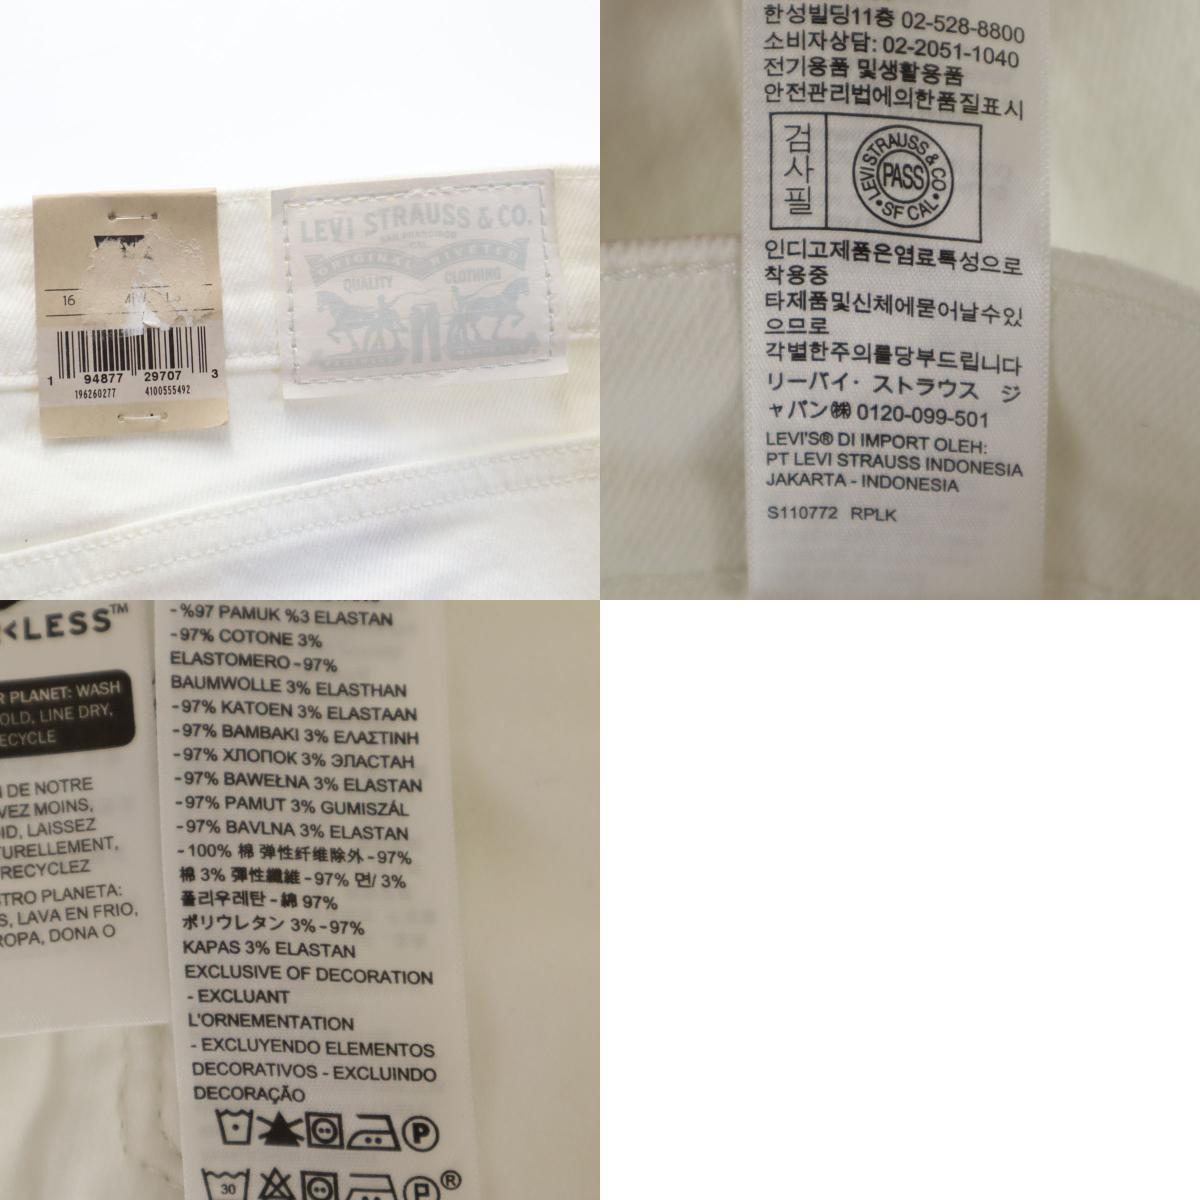 16
1 94877 29707 3
196260277 4100555492
LEVI STRAUSS & CO.
SAN FRANCISCO
CAL.
ORIGINAL RIVETED
QUALITY CLOTHING
한성빌딩11층 02-528-8800
소비자상담: 02-2051-1040
전기용품 및생활용품
안전관리법에의한품질표시
검사필
LEVI STRAUSS & CO.
PASS
SF CAL
인디고제품은염료특성으로
착용중
타제품및신체에묻어날수있
으므로
각별한주의를당부드립니다
リーバイ・ストラウス ジ
ャパン㈱ 0120-099-501
LEVI'S® DI IMPORT OLEH:
PT LEVI STRAUSS INDONESIA
JAKARTA - INDONESIA
S110772 RPLK
<LESS™
R PLANET: WASH
OLD, LINE DRY,
ECYCLE
DE NOTRE
VEZ MOINS,
ID, LAISSEZ
TURELLEMENT,
RECYCLEZ
STRO PLANETA:
S, LAVA EN FRIO,
ROPA, DONA O
- %97 PAMUK %3 ELASTAN
- 97% COTONE 3%
ELASTOMERO - 97%
BAUMWOLLE 3% ELASTHAN
- 97% KATOEN 3% ELASTAAN
- 97% ΒΑΜΒΑΚΙ 3% ΕΛΑΣΤΙΝΗ
- 97% ХЛОПОК 3% ЭЛАСТАН
- 97% BAWEŁNA 3% ELASTAN
- 97% PAMUT 3% GUMISZÁL
- 97% BAVLNA 3% ELASTAN
- 100% 棉 弹性纤维除外 - 97%
棉 3% 彈性纖維 - 97% 면/ 3%
폴리우레탄 - 綿 97%
ポリウレタン 3% - 97%
KAPAS 3% ELASTAN
EXCLUSIVE OF DECORATION
- EXCLUANT
L'ORNEMENTATION
- EXCLUYENDO ELEMENTOS
DECORATIVOS - EXCLUINDO
DECORAÇÃO
P
30 P ®